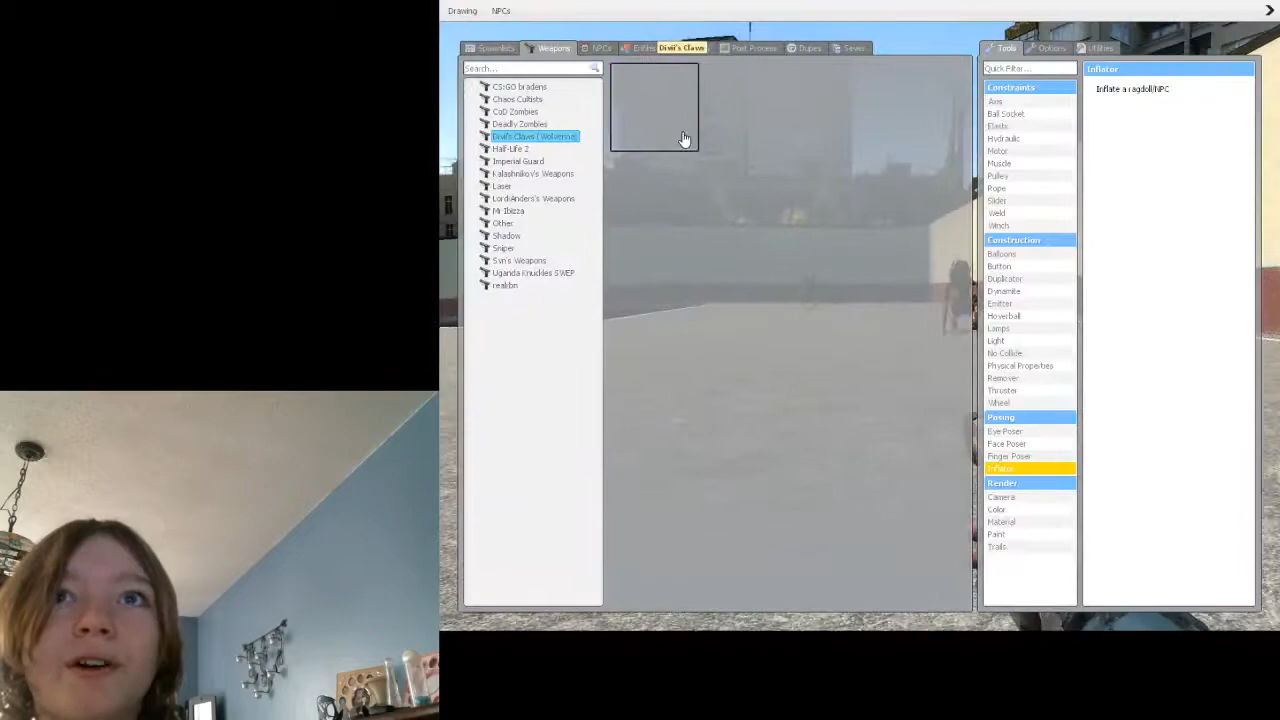 Drawing NPCs
Spawnlists Weapons NPCs Entities Divii's Claws Post Process Dupes Saves
Tools Options Utilities
Search...
CS:GO bradens
Chaos Cultists
CoD Zombies
Deadly Zombies
Divii's Claws (Wolverine)
Half-Life 2
Imperial Guard
Kalashnikov's Weapons
Laser
LordiAnders's Weapons
Mr Ibizza
Other
Shadow
Sniper
Svn's Weapons
Uganda Knuckles SWEP
Quick Filter...
Constraints
Axis
Ball Socket
Elastic
Hydraulic
Motor
Muscle
Pulley
Rope
Slider
Weld
Winch
Construction
Balloons
Button
Duplicator
Dynamite
Emitter
Hoverball
Lamps
Light
No Collide
Physical Properties
Remover
Thruster
Wheel
Posing
Eye Poser
Face Poser
Finger Poser
Inflator
Render
Camera
Color
Material
Paint
Trails
Inflator
Inflate a ragdoll/NPC